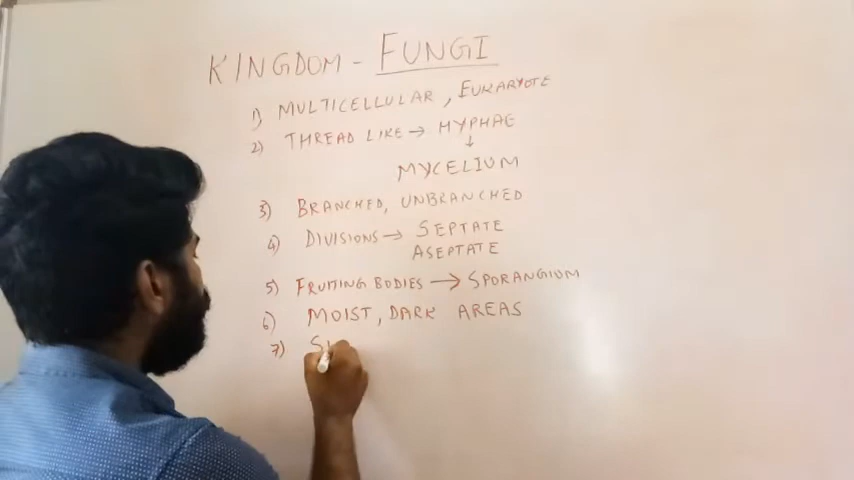 KINGDOM - FUNGI
1) MULTICELLULAR, EUKARYOTE
2) THREAD LIKE → HYPHAE
↓
MYCELIUM
3) BRANCHED, UNBRANCHED
4) DIVISIONS → SEPTATE
ASEPTATE
5) FRUITING BODIES → SPORANGIUM
6) MOIST, DARK AREAS
7) S